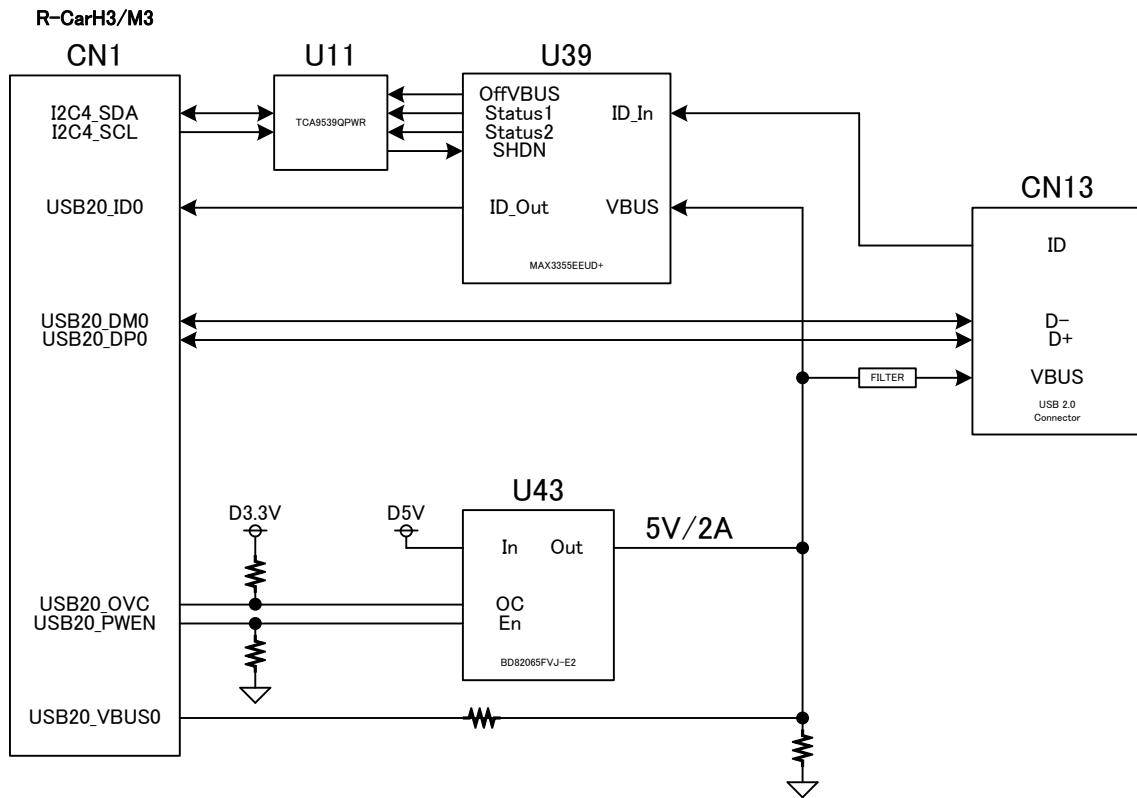 R-CarH3/M3
CN1
U11
U39
I2C4_SDA
I2C4_SCL
TCA9539QPWR
OffVBUS
Status1
Status2
SHDN
ID_In
USB20_ID0
ID_Out
VBUS
MAX3355EEUD+
CN13
ID
USB20_DM0
USB20_DP0
D-
D+
FILTER
VBUS
USB 2.0
Connector
U43
D3.3V
D5V
5V/2A
In
Out
USB20_OVC
USB20_PWEN
OC
En
BD82065FVJ-E2
USB20_VBUS0